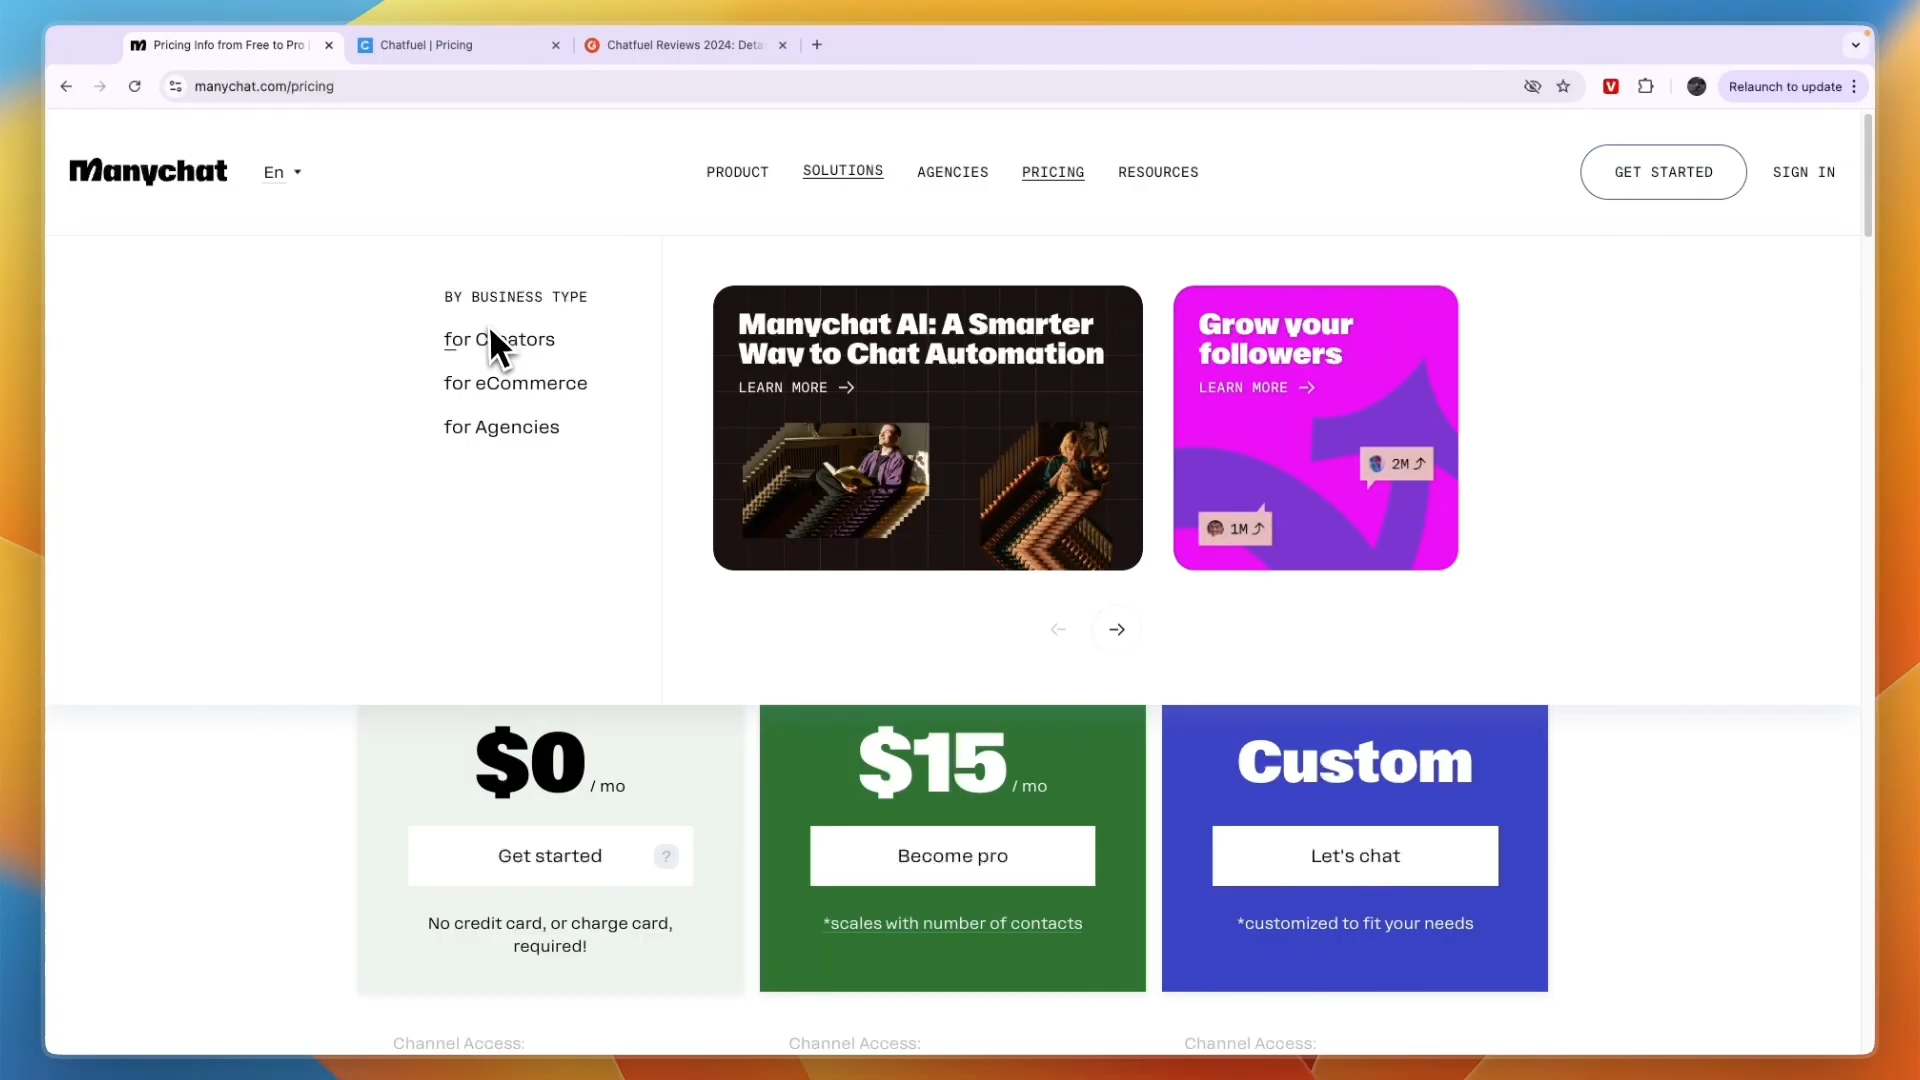 Pricing Info from Free to Pro
Chatfuel | Pricing
Chatfuel Reviews 2024: Deta
manychat.com/pricing
Relaunch to update
Manychat
En
PRODUCT
SOLUTIONS
AGENCIES
PRICING
RESOURCES
GET STARTED
SIGN IN
BY BUSINESS TYPE
for Creators
for eCommerce
for Agencies
Manychat AI: A Smarter
Way to Chat Automation
LEARN MORE
Grow your
followers
LEARN MORE
2M
1M
$0 / mo
Get started
?
No credit card, or charge card,
required!
$15 / mo
Become pro
*scales with number of contacts
Custom
Let's chat
*customized to fit your needs
Channel Access:
Channel Access:
Channel Access: